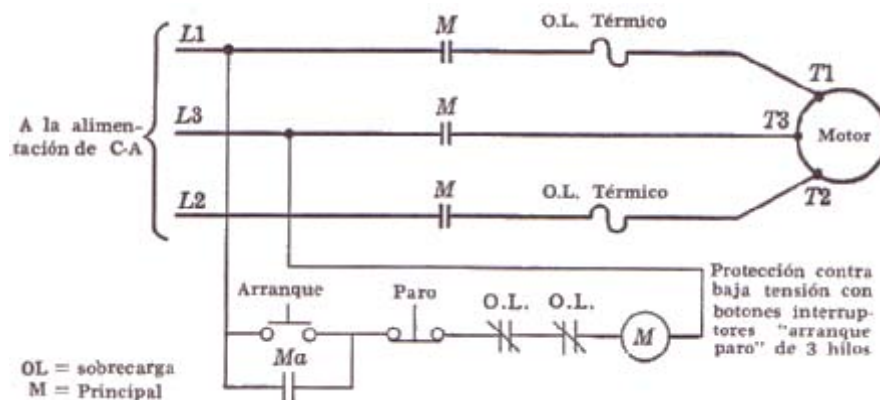 O.L. Térmico
L1
M
T1
A la alimen-
tación de C-A
L3
M
T3
Motor
L2
M
O.L. Térmico
T2
Arranque
Paro
O.L.
O.L.
Protección contra
baja tensión con
botones interrup-
tores "arranque
paro" de 3 hilos
M
Ma
OL = sobrecarga
M = Principal